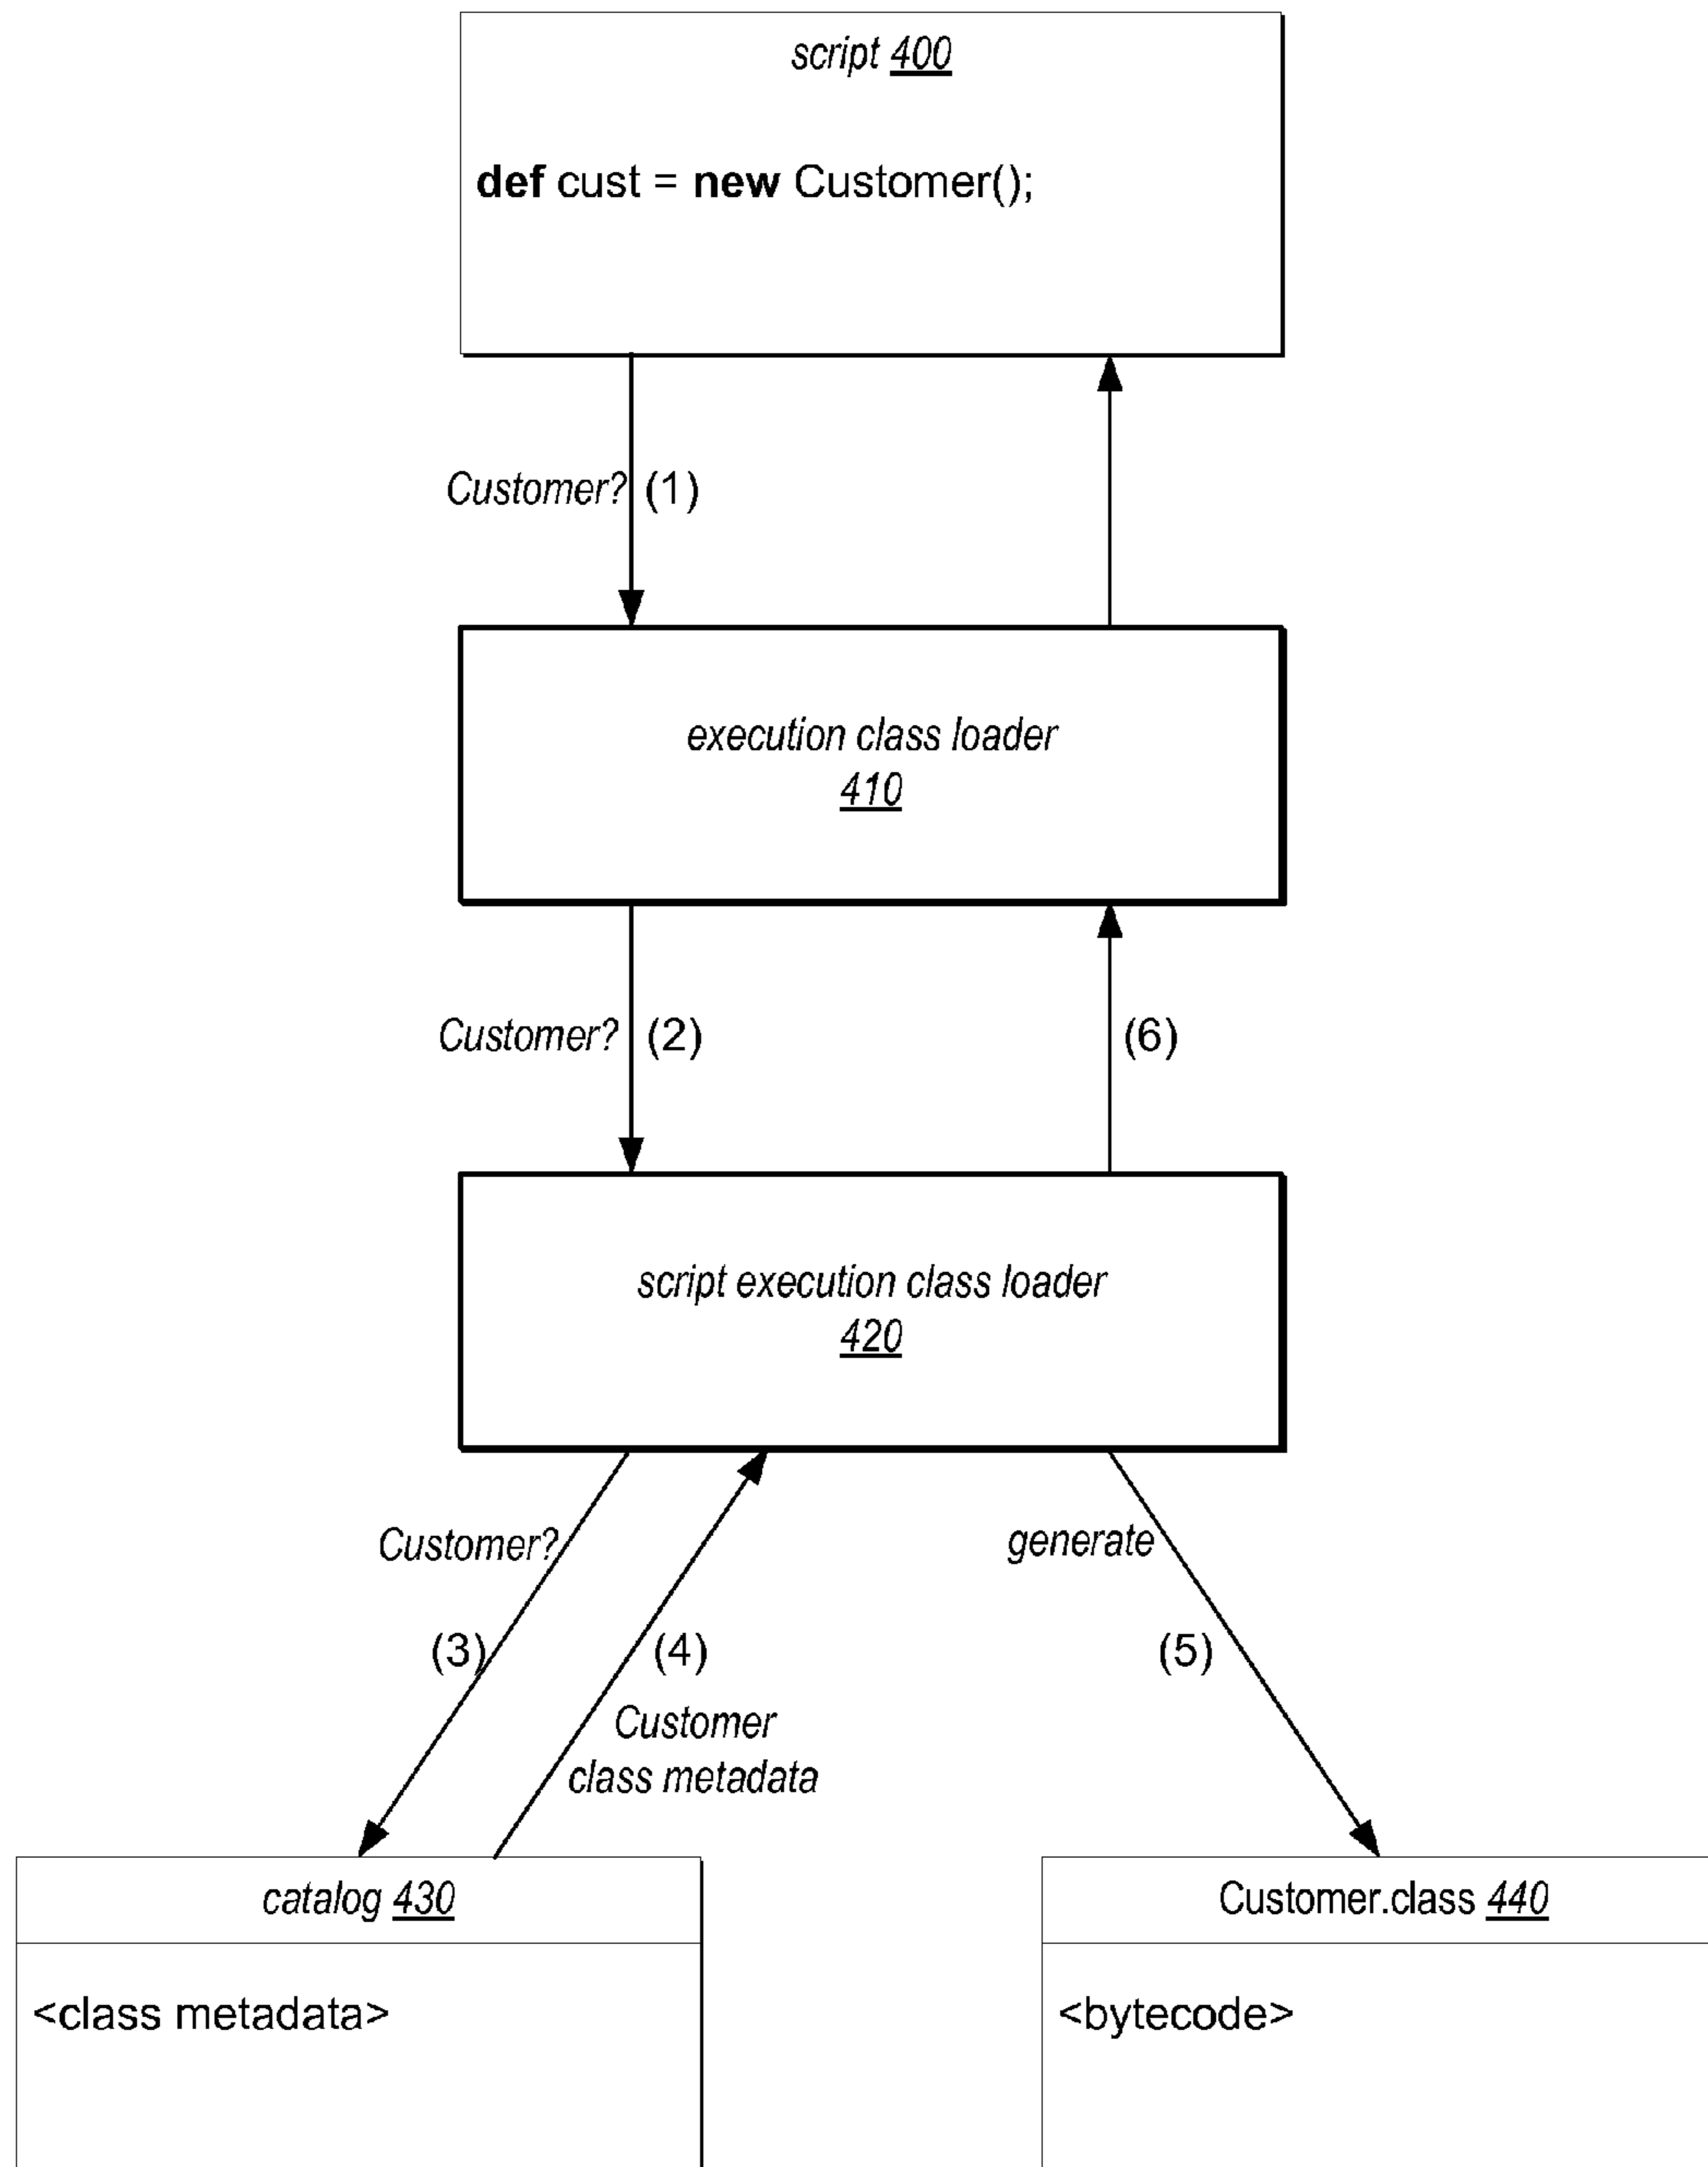 script 400
def cust = new Customer();
Customer? (1)
execution class loader
410
Customer? (2)
(6)
script execution class loader
420
Customer?
generate
(3)
(4)
(5)
Customer
class metadata
catalog 430
Customer.class 440
<class metadata>
<bytecode>